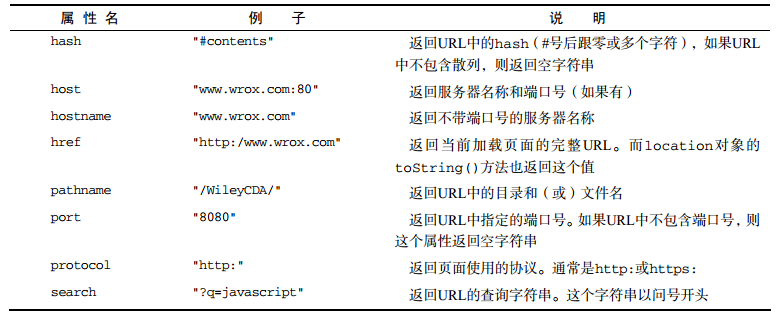 属 性 名 例 子 说 明
hash "#contents" 返回URL中的hash（#号后跟零或多个字符），如果URL
中不包含散列，则返回空字符串
host "www.wrox.com:80" 返回服务器名称和端口号（如果有）
hostname "www.wrox.com" 返回不带端口号的服务器名称
href "http:/www.wrox.com" 返回当前加载页面的完整URL。而location对象的
toString()方法也返回这个值
pathname "/WileyCDA/" 返回URL中的目录和（或）文件名
port "8080" 返回URL中指定的端口号。如果URL中不包含端口号，则
这个属性返回空字符串
protocol "http:" 返回页面使用的协议。通常是http:或https:
search "?q=javascript" 返回URL的查询字符串。这个字符串以问号开头